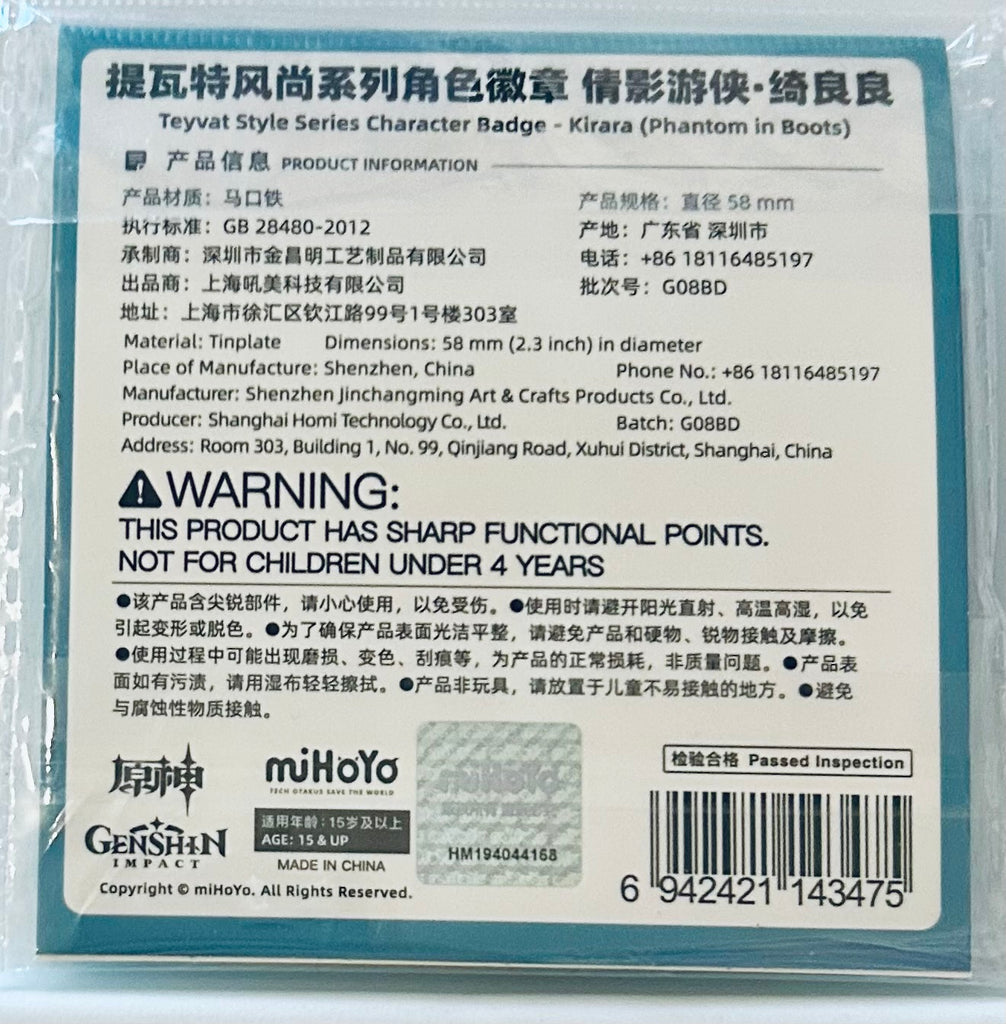 提瓦特风尚系列角色徽章 倩影游侠·绮良良
Teyvat Style Series Character Badge - Kirara (Phantom in Boots)
产品信息 PRODUCT INFORMATION
产品材质：马口铁 产品规格：直径 58 mm
执行标准：GB 28480-2012 产地：广东省 深圳市
承制商：深圳市金昌明工艺制品有限公司 电话：+86 18116485197
出品商：上海吼美科技有限公司 批次号：G08BD
地址：上海市徐汇区钦江路99号1号楼303室
Material: Tinplate Dimensions: 58 mm (2.3 inch) in diameter
Place of Manufacture: Shenzhen, China Phone No.: +86 18116485197
Manufacturer: Shenzhen Jinchangming Art & Crafts Products Co., Ltd.
Producer: Shanghai Homi Technology Co., Ltd. Batch: G08BD
Address: Room 303, Building 1, No. 99, Qinjiang Road, Xuhui District, Shanghai, China
WARNING:
THIS PRODUCT HAS SHARP FUNCTIONAL POINTS.
NOT FOR CHILDREN UNDER 4 YEARS
●该产品含尖锐部件，请小心使用，以免受伤。●使用时请避开阳光直射、高温高湿，以免
引起变形或脱色。●为了确保产品表面光洁平整，请避免产品和硬物、锐物接触及摩擦。
●使用过程中可能出现磨损、变色、刮痕等，为产品的正常损耗，非质量问题。●产品表
面如有污渍，请用湿布轻轻擦拭。●产品非玩具，请放置于儿童不易接触的地方。●避免
与腐蚀性物质接触。
原神
miHoYo
TECH OTAKUS SAVE THE WORLD
检验合格 Passed Inspection
GENSHIN
IMPACT
适用年龄：15岁及以上
AGE: 15 & UP
MADE IN CHINA
HM194044168
Copyright © miHoYo. All Rights Reserved.
6 942421 143475